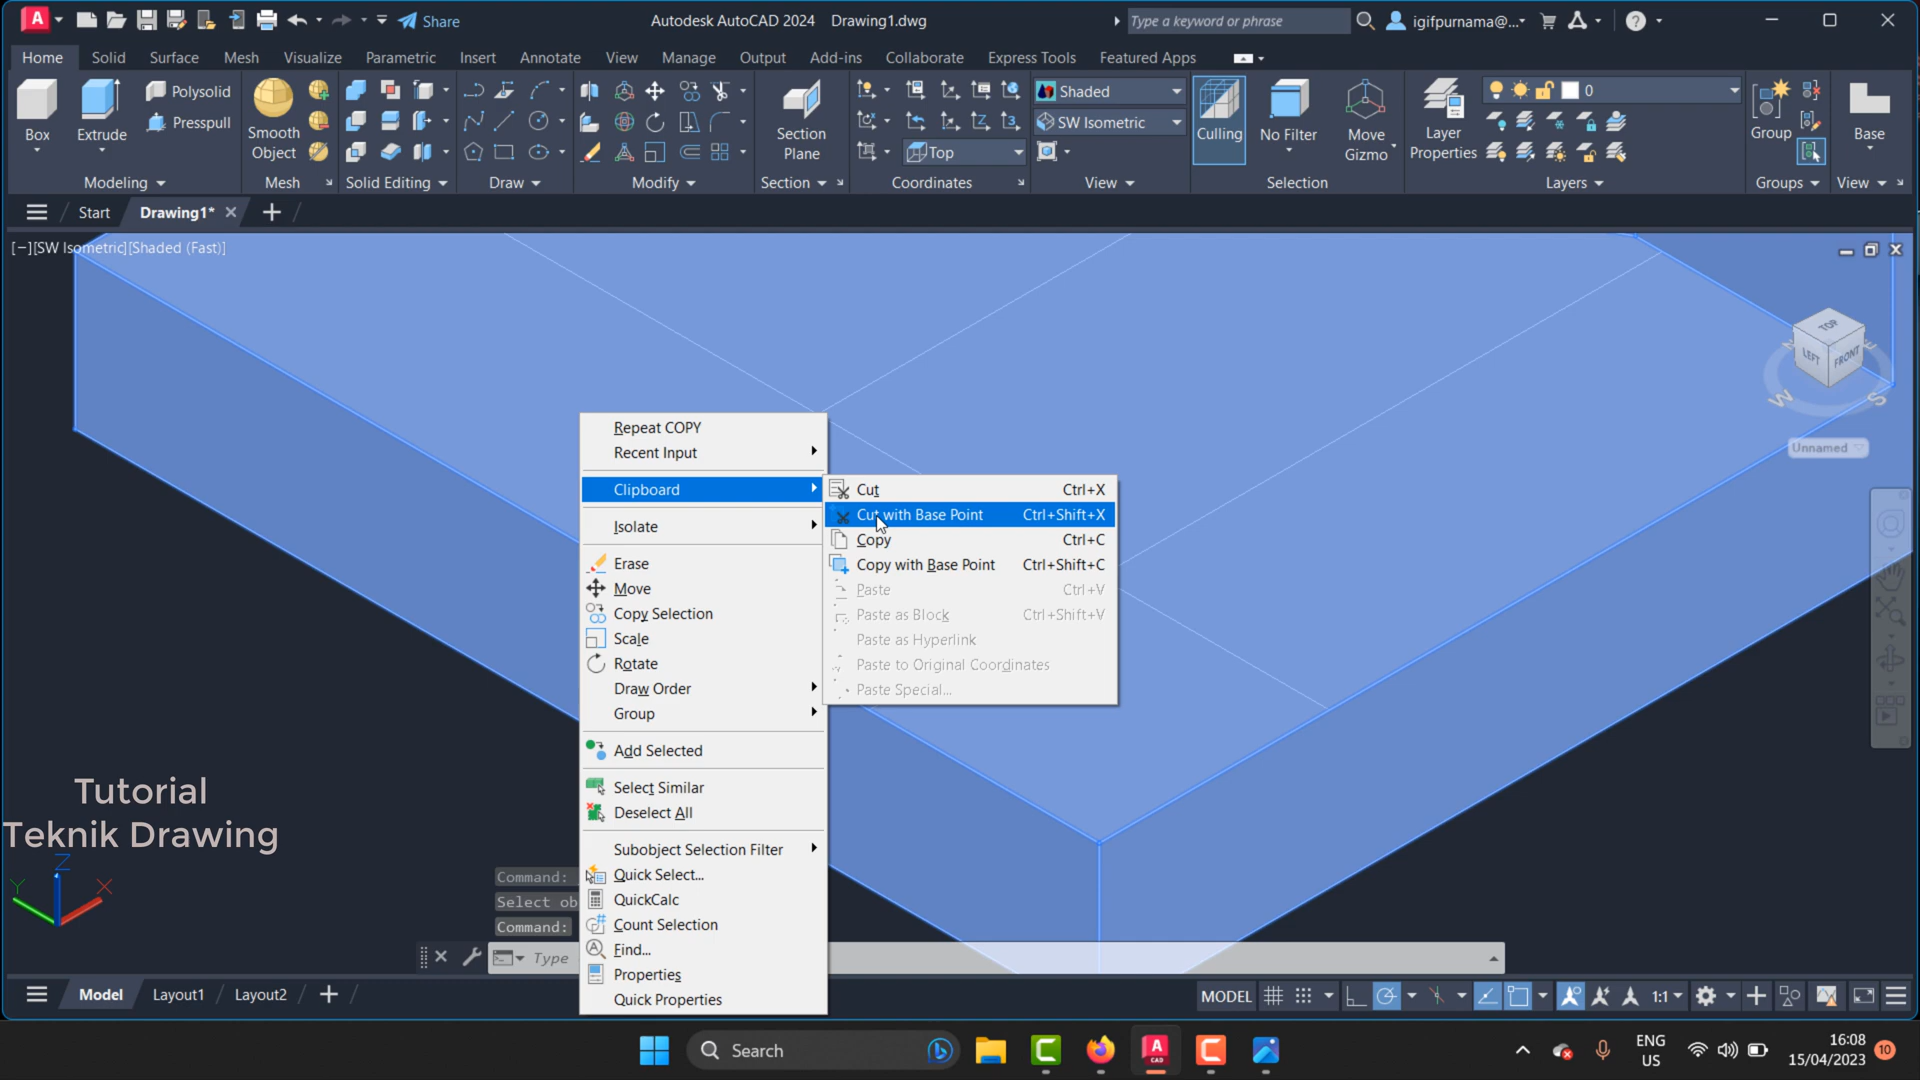 Share
Autodesk AutoCAD 2024 Drawing1.dwg
Type a keyword or phrase
igifpurnama@...
Home Solid Surface Mesh Visualize Parametric Insert Annotate View Manage Output Add-ins Collaborate Express Tools Featured Apps
Box
Extrude
Polysolid
Presspull
Smooth
Object
Section
Plane
Top
Shaded
SW Isometric
Culling
No Filter
Move
Gizmo
Layer
Properties
0
Group
Base
Modeling Mesh Solid Editing Draw Modify Section Coordinates View Selection Layers Groups View
Start Drawing1*
[−][SW Isometric][Shaded (Fast)]
TOP
LEFT FRONT
W S
Unnamed
Repeat COPY
Recent Input
Clipboard
Isolate
Erase
Move
Copy Selection
Scale
Rotate
Draw Order
Group
Add Selected
Select Similar
Deselect All
Subobject Selection Filter
Quick Select...
QuickCalc
Count Selection
Find...
Properties
Quick Properties
Cut Ctrl+X
Cut with Base Point Ctrl+Shift+X
Copy Ctrl+C
Copy with Base Point Ctrl+Shift+C
Paste Ctrl+V
Paste as Block Ctrl+Shift+V
Paste as Hyperlink
Paste to Original Coordinates
Paste Special...
Tutorial
Teknik Drawing
Z
Y X
Command:
Select ob
Command:
Type
Model Layout1 Layout2
MODEL 1:1
Search
CAD
ENG
US
16:08
15/04/2023
10